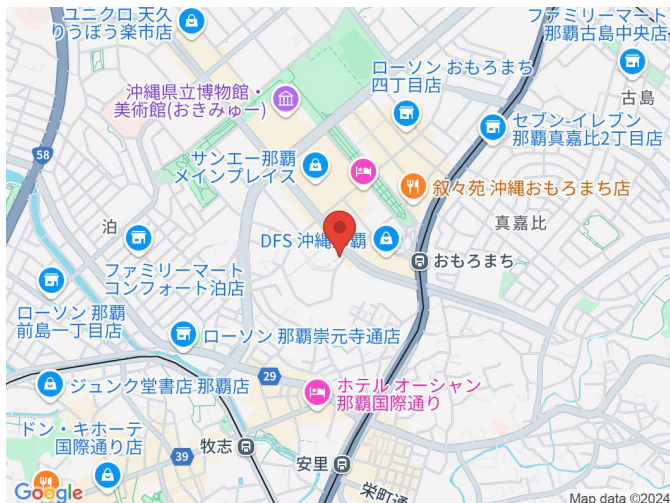 ユニクロ 天久
りうぼう楽市店
ファミリーマート
那覇古島中央店
沖縄県立博物館・
美術館(おきみゅー)
ローソン おもろまち
四丁目店
古島
セブン-イレブン
那覇真嘉比2丁目店
58
サンエー那覇
メインプレイス
叙々苑 沖縄おもろまち店
泊
真嘉比
DFS 沖縄
覇
おもろまち
ファミリーマート
コンフォート泊店
ローソン 那覇
前島一丁目店
ローソン 那覇崇元寺通店
29
ジュンク堂書店 那覇店
ホテル オーシャン
那覇国際通り
ドン・キホーテ
国際通り店
39
牧志
安里
栄町通
Google
Map data ©2024